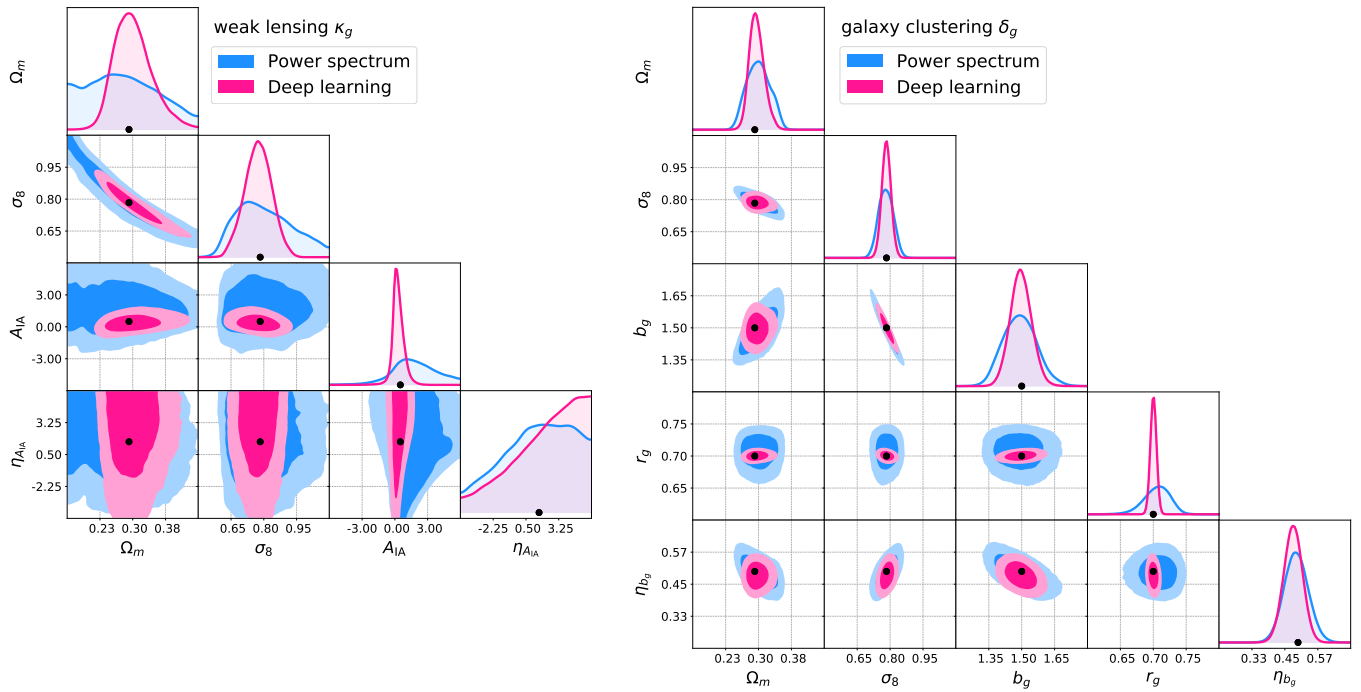 weak lensing κg
Power spectrum
Deep learning
Ωm
σ8
0.95
0.80
0.65
AIA
3.00
0.00
-3.00
ηAIA
3.25
0.50
-2.25
0.23 0.30 0.38
0.65 0.80 0.95
-3.00 0.00 3.00
-2.25 0.50 3.25
Ωm
σ8
AIA
ηAIA
galaxy clustering δg
Power spectrum
Deep learning
Ωm
σ8
0.95
0.80
0.65
bg
1.65
1.50
1.35
rg
0.75
0.70
0.65
ηbg
0.57
0.45
0.33
0.23 0.30 0.38
0.65 0.80 0.95
1.35 1.50 1.65
0.65 0.70 0.75
0.33 0.45 0.57
Ωm
σ8
bg
rg
ηbg